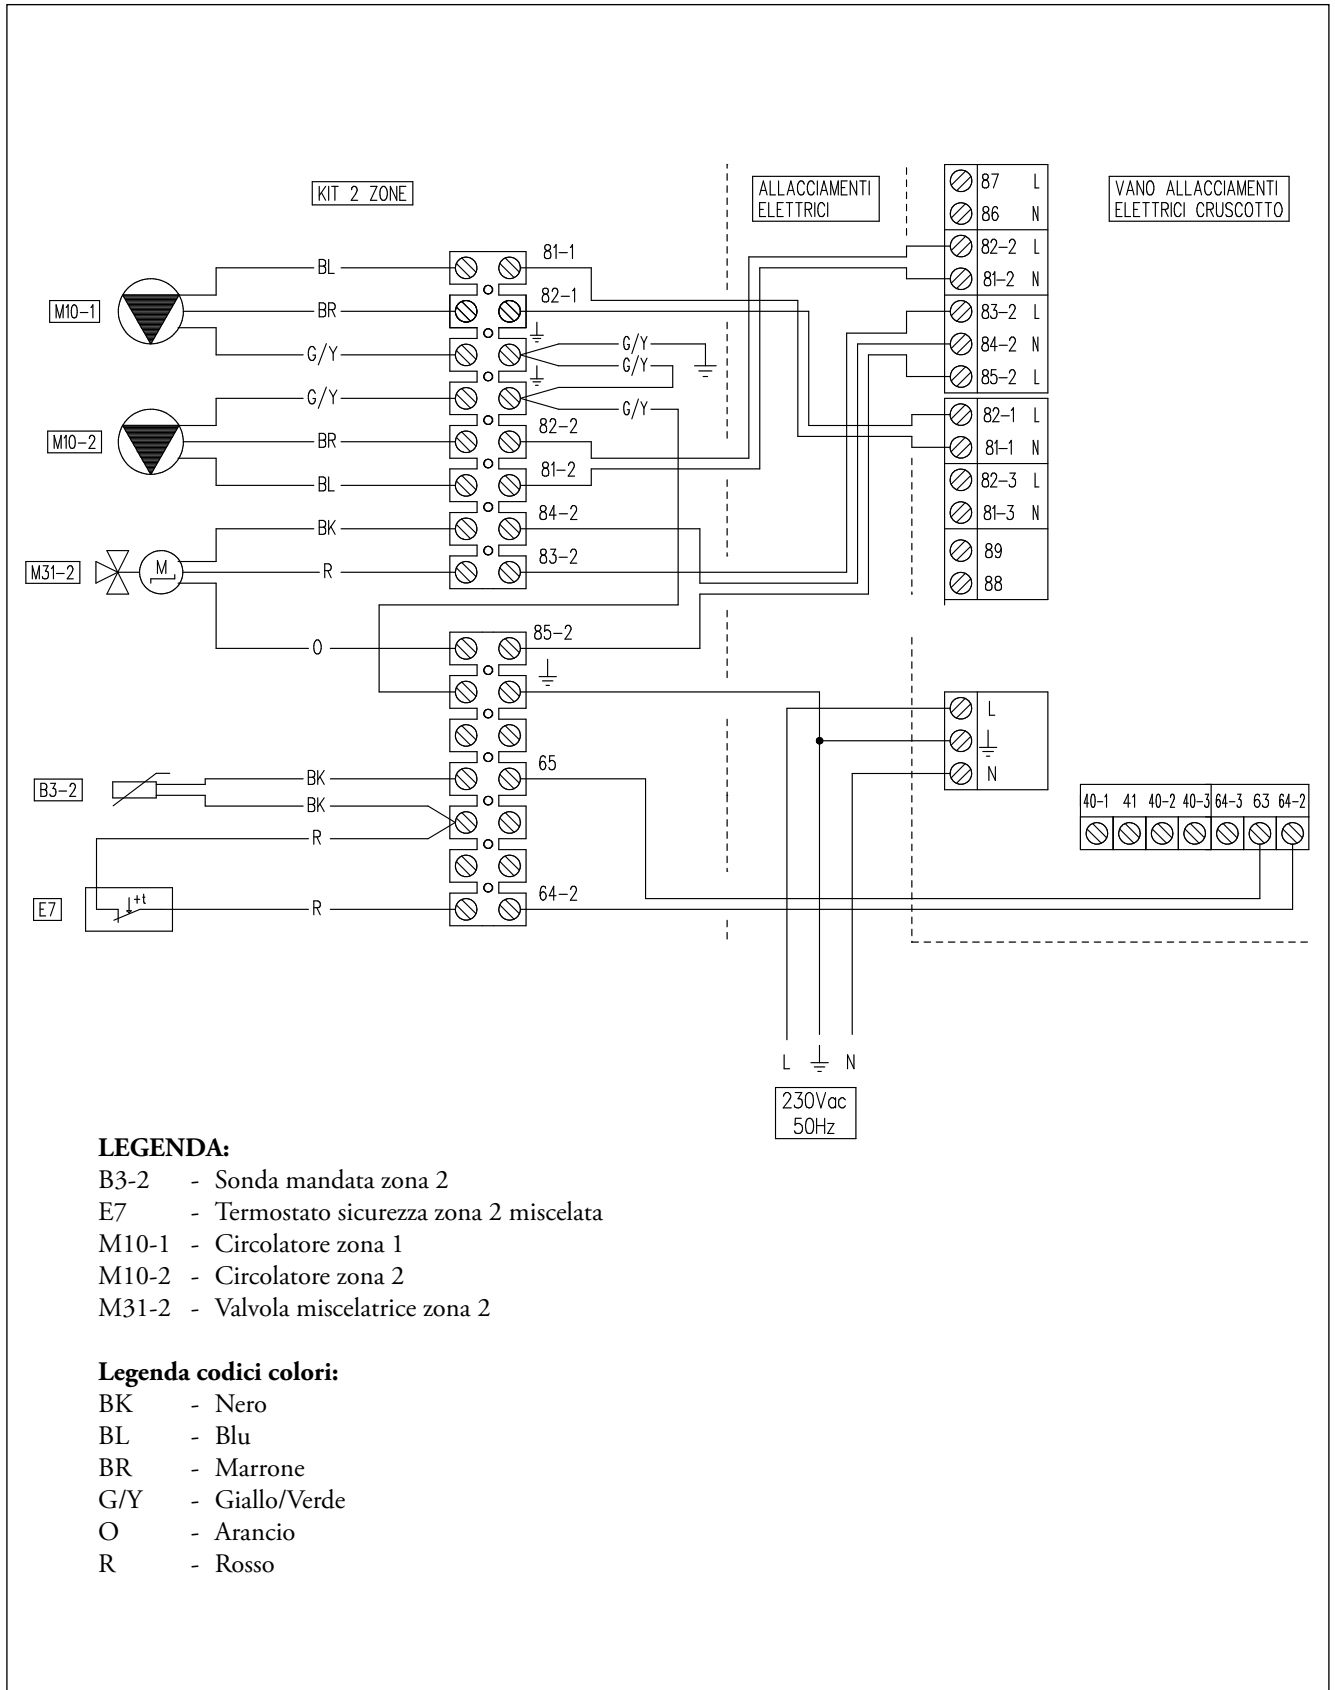 KIT 2 ZONE
ALLACCIAMENTI
ELETTRICI
VANO ALLACCIAMENTI
ELETTRICI CRUSCOTTO
87 L
86 N
82-2 L
81-2 N
83-2 L
84-2 N
85-2 L
82-1 L
81-1 N
82-3 L
81-3 N
89
88
M10-1
BL
BR
G/Y
81-1
82-1
G/Y
G/Y
G/Y
M10-2
G/Y
BR
BL
82-2
81-2
M31-2
M
BK
R
O
84-2
83-2
85-2
L
N
B3-2
BK
BK
R
65
E7
+t
R
64-2
40-1 41 40-2 40-3 64-3 63 64-2
L N
230Vac
50Hz
LEGENDA:
B3-2 - Sonda mandata zona 2
E7 - Termostato sicurezza zona 2 miscelata
M10-1 - Circolatore zona 1
M10-2 - Circolatore zona 2
M31-2 - Valvola miscelatrice zona 2
Legenda codici colori:
BK - Nero
BL - Blu
BR - Marrone
G/Y - Giallo/Verde
O - Arancio
R - Rosso